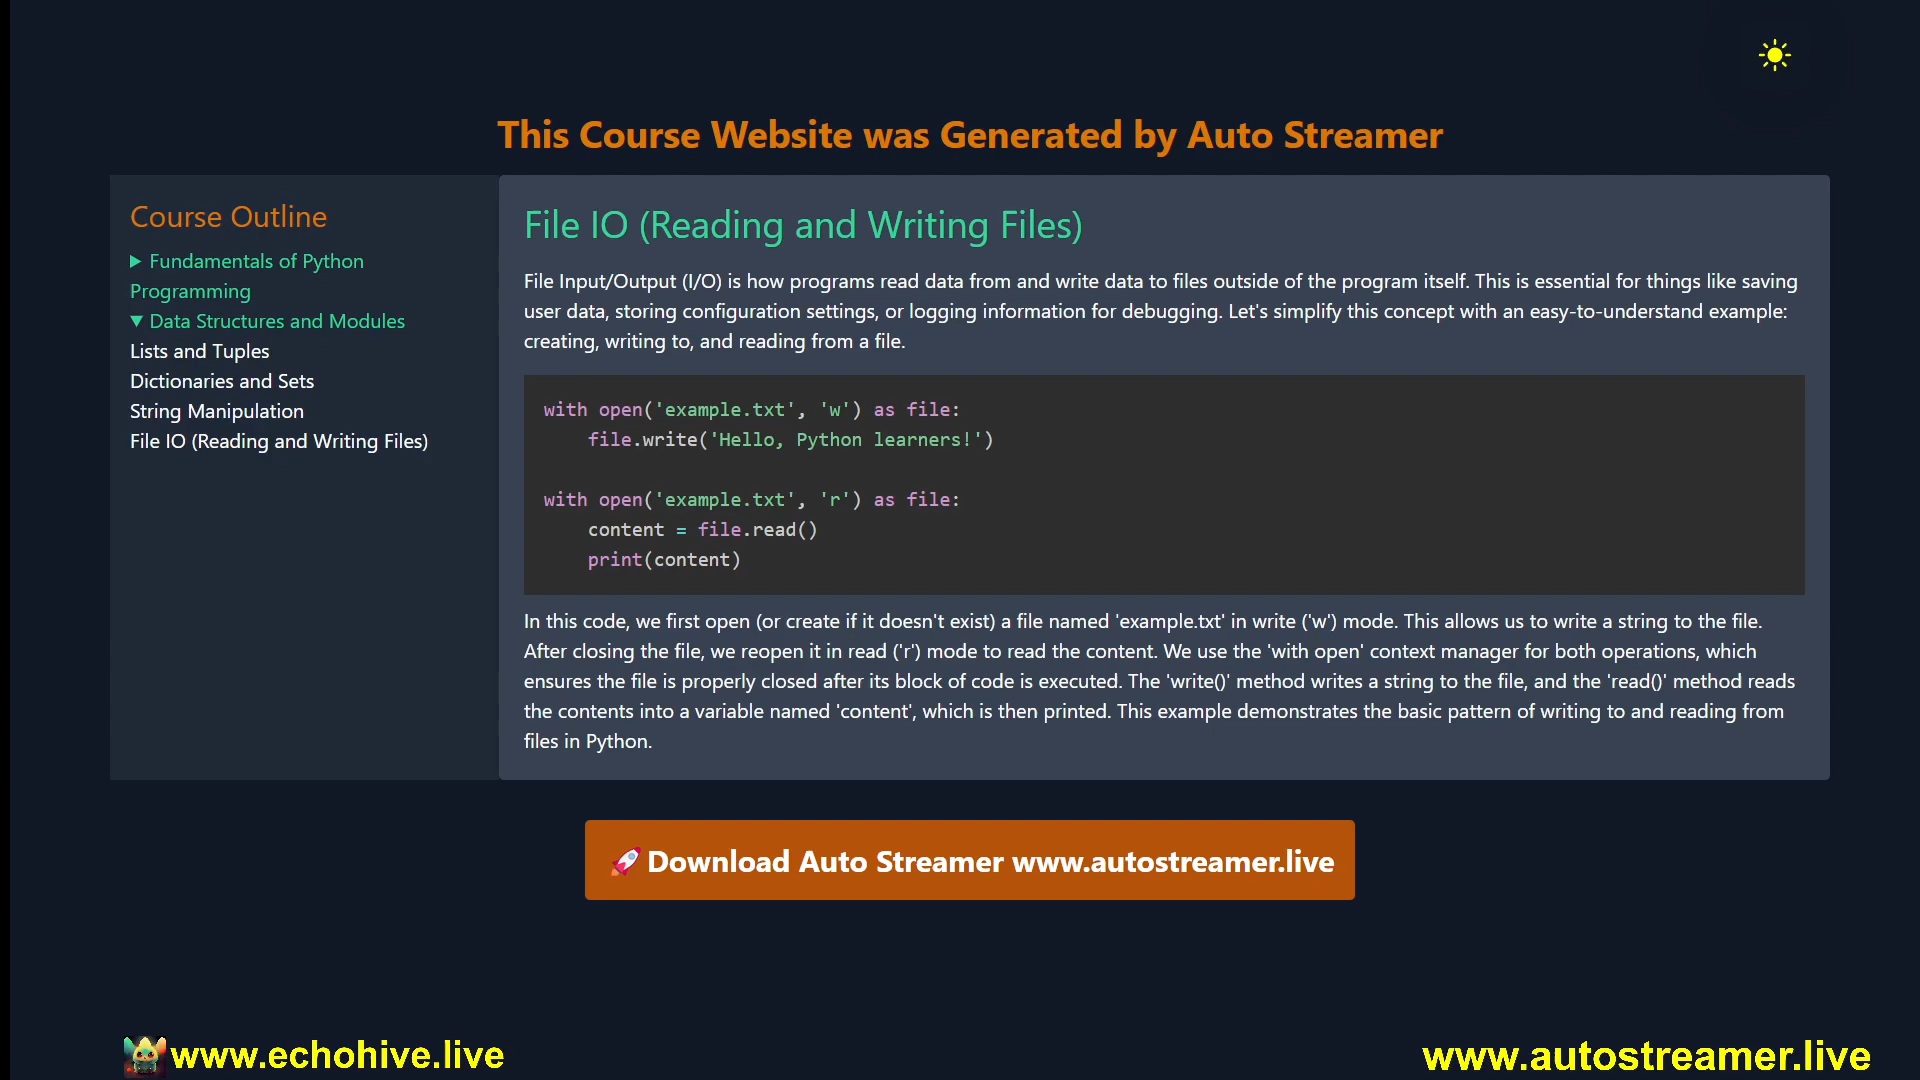 This Course Website was Generated by Auto Streamer
Course Outline
▶ Fundamentals of Python
Programming
▼ Data Structures and Modules
Lists and Tuples
Dictionaries and Sets
String Manipulation
File IO (Reading and Writing Files)
File IO (Reading and Writing Files)
File Input/Output (I/O) is how programs read data from and write data to files outside of the program itself. This is essential for things like saving
user data, storing configuration settings, or logging information for debugging. Let's simplify this concept with an easy-to-understand example:
creating, writing to, and reading from a file.
with open('example.txt', 'w') as file:
    file.write('Hello, Python learners!')
with open('example.txt', 'r') as file:
    content = file.read()
    print(content)
In this code, we first open (or create if it doesn't exist) a file named 'example.txt' in write ('w') mode. This allows us to write a string to the file.
After closing the file, we reopen it in read ('r') mode to read the content. We use the 'with open' context manager for both operations, which
ensures the file is properly closed after its block of code is executed. The 'write()' method writes a string to the file, and the 'read()' method reads
the contents into a variable named 'content', which is then printed. This example demonstrates the basic pattern of writing to and reading from
files in Python.
🚀 Download Auto Streamer www.autostreamer.live
www.echohive.live
www.autostreamer.live